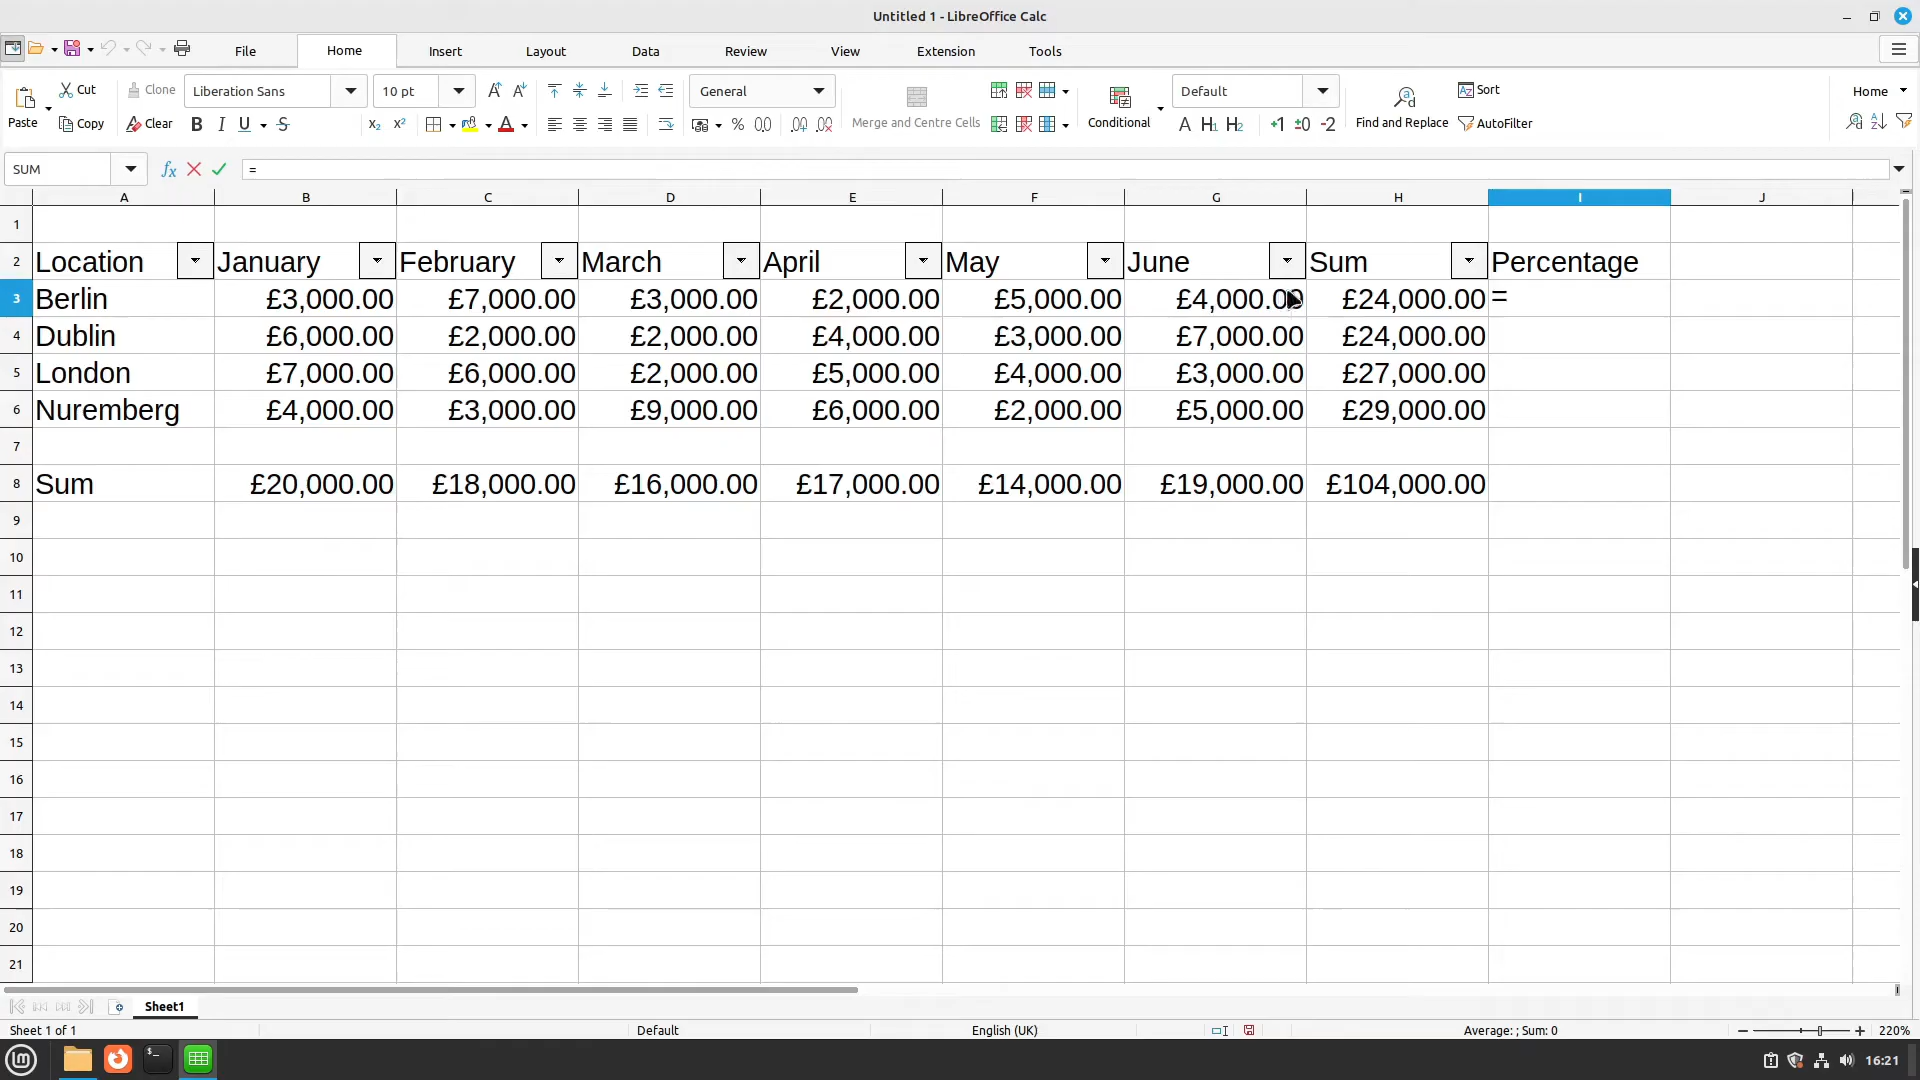 Untitled 1 - LibreOffice Calc
File Home Insert Layout Data Review View Extension Tools
Cut Clone Liberation Sans 10 pt General Default Sort Home
Paste Copy Clear Merge and Centre Cells Conditional Find and Replace AutoFilter
SUM =
A B C D E F G H I J
1
2 Location January February March April May June Sum Percentage
3 Berlin £3,000.00 £7,000.00 £3,000.00 £2,000.00 £5,000.00 £4,000.00 £24,000.00 =
4 Dublin £6,000.00 £2,000.00 £2,000.00 £4,000.00 £3,000.00 £7,000.00 £24,000.00
5 London £7,000.00 £6,000.00 £2,000.00 £5,000.00 £4,000.00 £3,000.00 £27,000.00
6 Nuremberg £4,000.00 £3,000.00 £9,000.00 £6,000.00 £2,000.00 £5,000.00 £29,000.00
7
8 Sum £20,000.00 £18,000.00 £16,000.00 £17,000.00 £14,000.00 £19,000.00 £104,000.00
9
10
11
12
13
14
15
16
17
18
19
20
21
Sheet1
Sheet 1 of 1 Default English (UK) Average: ; Sum: 0 220%
16:21